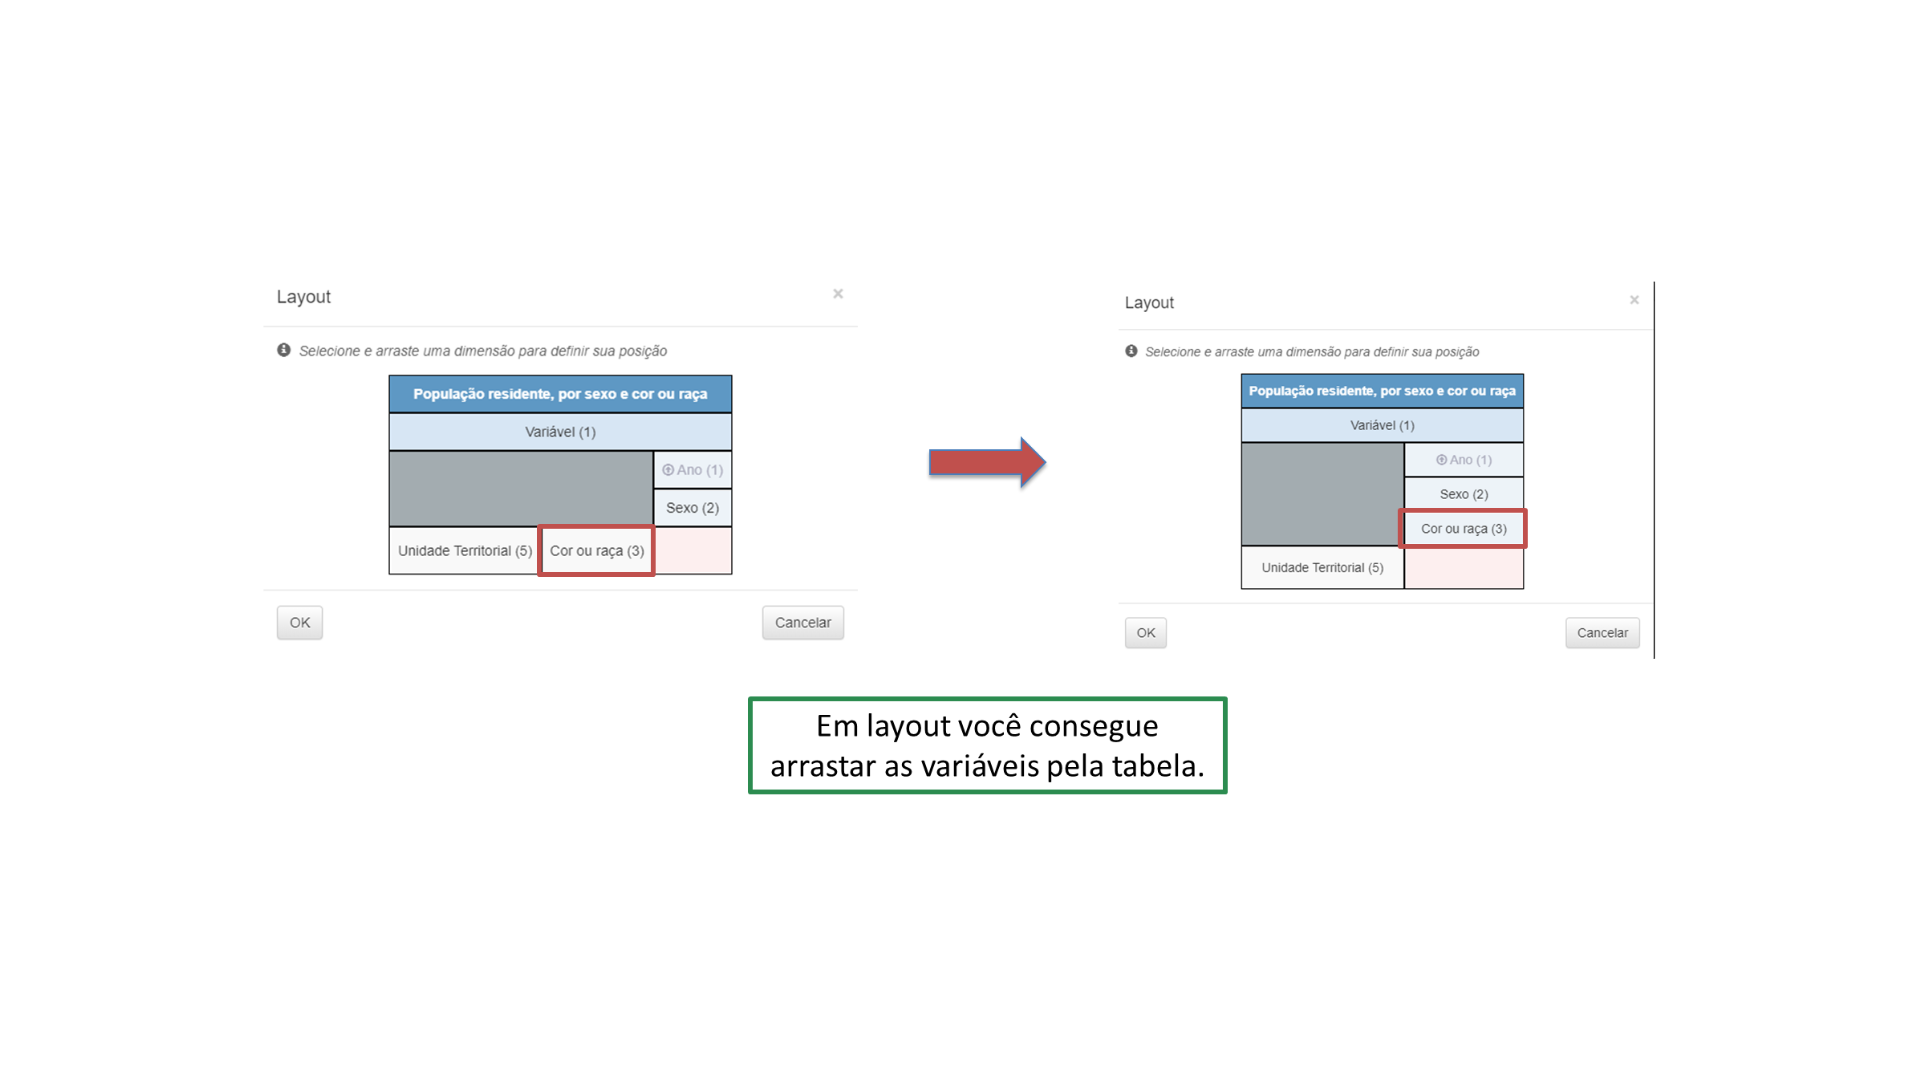 Layout
×
Selecione e arraste uma dimensão para definir sua posição
População residente, por sexo e cor ou raça
Variável (1)
Ano (1)
Sexo (2)
Unidade Territorial (5) Cor ou raça (3)
OK Cancelar
Layout
×
Selecione e arraste uma dimensão para definir sua posição
População residente, por sexo e cor ou raça
Variável (1)
Ano (1)
Sexo (2)
Cor ou raça (3)
Unidade Territorial (5)
OK Cancelar
Em layout você consegue
arrastar as variáveis pela tabela.